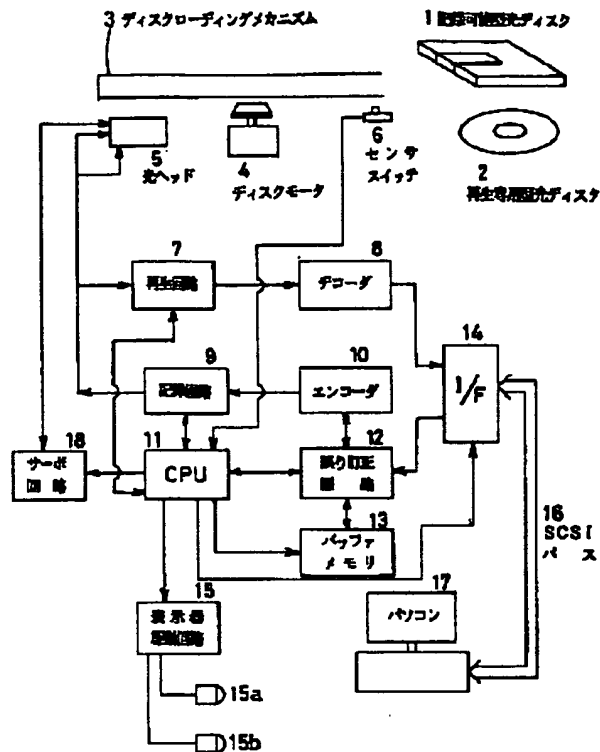 3 ディスクローディングメカニズム
1 記録可能型光ディスク
5
光ヘッド
4
ディスクモータ
6
センサ
スイッチ
2
再生専用型光ディスク
7
再生回路
8
デコーダ
14
I/F
9
記録回路
10
エンコーダ
18
サーボ
回路
11
CPU
12
誤り訂正
回路
13
バッファ
メモリ
16
SCSI
バス
15
表示器
駆動回路
17
パソコン
15a
15b